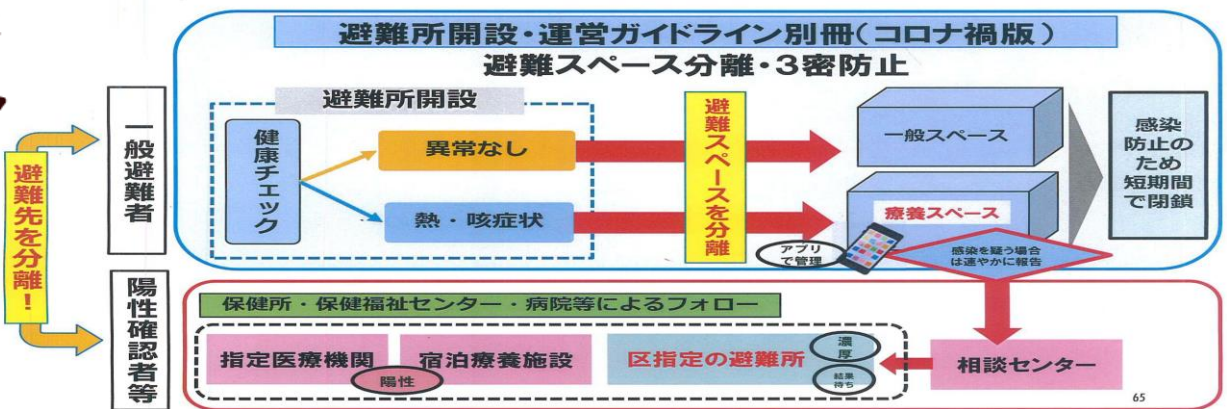 避難所開設・運営ガイドライン別冊(コロナ禍版)
避難スペース分離・3密防止
避難先を分離!
一般避難者
避難所開設
健康チェック
異常なし
熱・咳症状
避難スペースを分離
一般スペース
療養スペース
アプリ
で管理
感染を疑う場合
は速やかに報告
感染
防止の
ため
短期間
で閉鎖
陽性確認者等
保健所・保健福祉センター・病院等によるフォロー
指定医療機関
宿泊療養施設
陽性
区指定の避難所
濃
厚
結果
待ち
相談センター
65